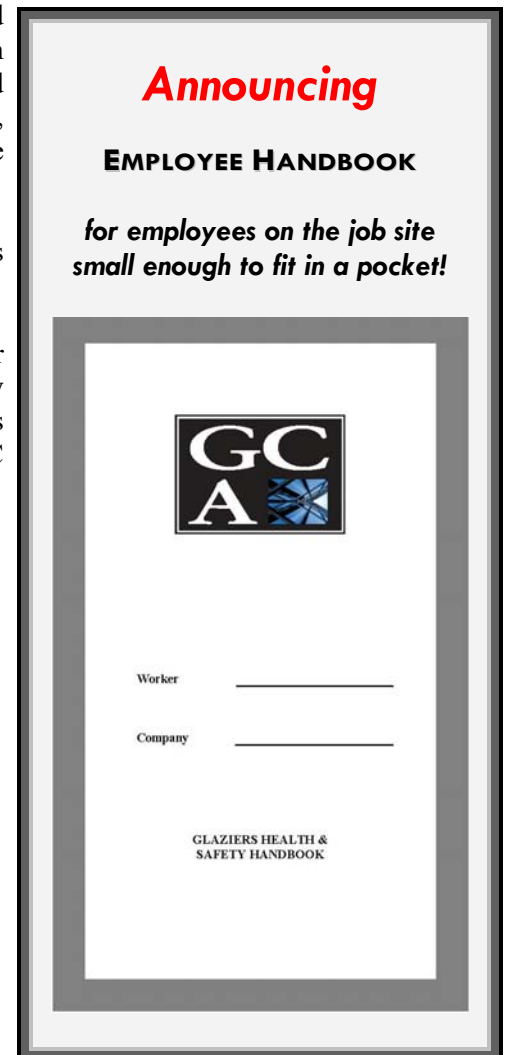 Announcing
EMPLOYEE HANDBOOK
for employees on the job site
small enough to fit in a pocket!
GC
A
Worker
Company
GLAZIERS HEALTH &
SAFETY HANDBOOK